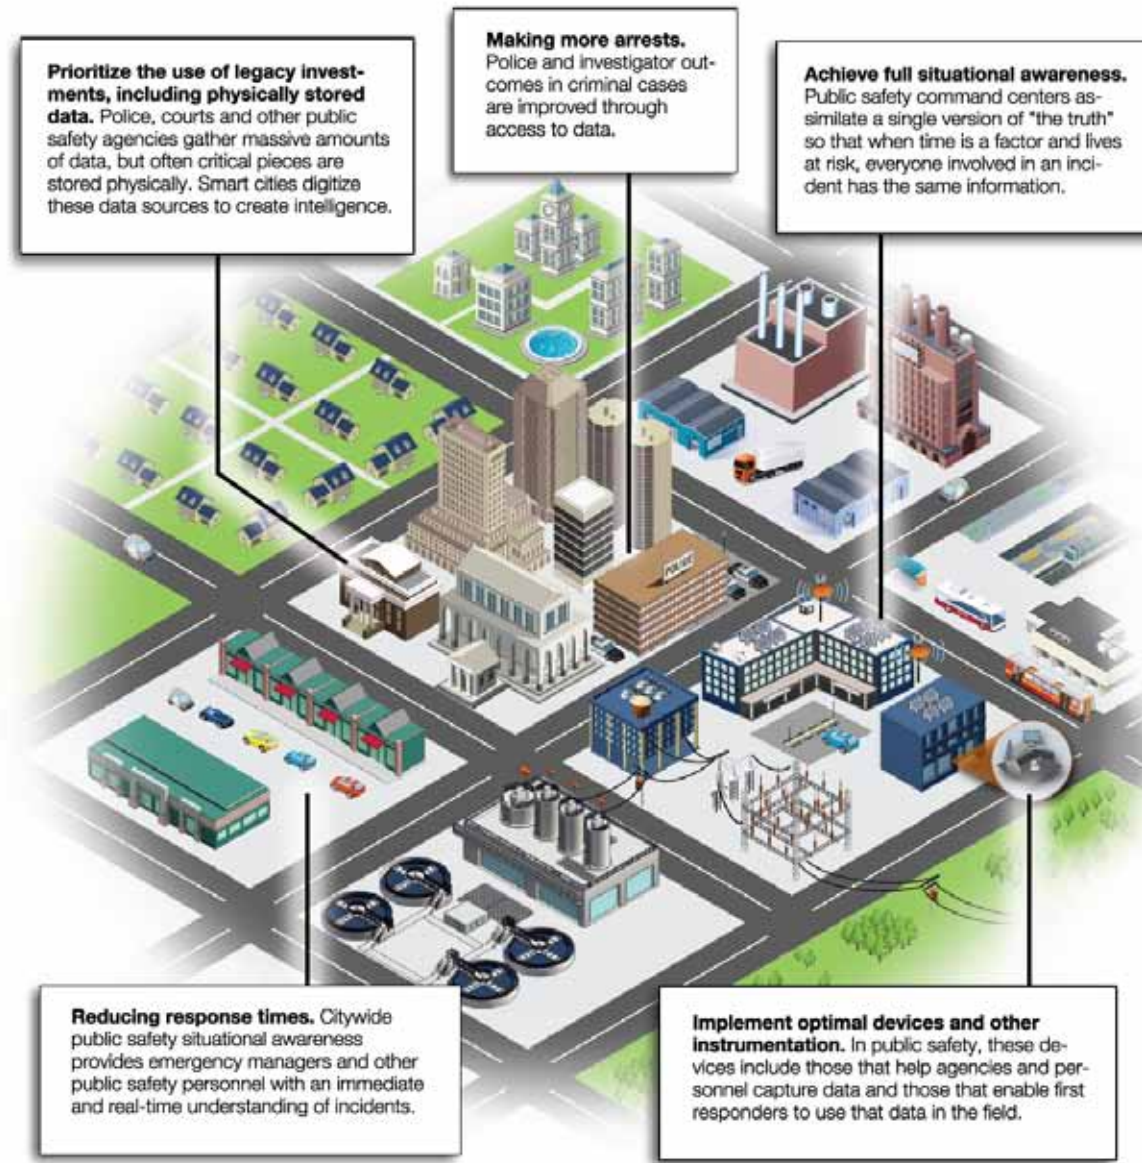 Prioritize the use of legacy invest-
ments, including physically stored
data. Police, courts and other public
safety agencies gather massive amounts
of data, but often critical pieces are
stored physically. Smart cities digitize
these data sources to create intelligence.
Making more arrests.
Police and investigator out-
comes in criminal cases
are improved through
access to data.
Achieve full situational awareness.
Public safety command centers as-
similate a single version of "the truth"
so that when time is a factor and lives
at risk, everyone involved in an inci-
dent has the same information.
POLICE
Reducing response times. Citywide
public safety situational awareness
provides emergency managers and other
public safety personnel with an immediate
and real-time understanding of incidents.
Implement optimal devices and other
instrumentation. In public safety, these de-
vices include those that help agencies and per-
sonnel capture data and those that enable first
responders to use that data in the field.